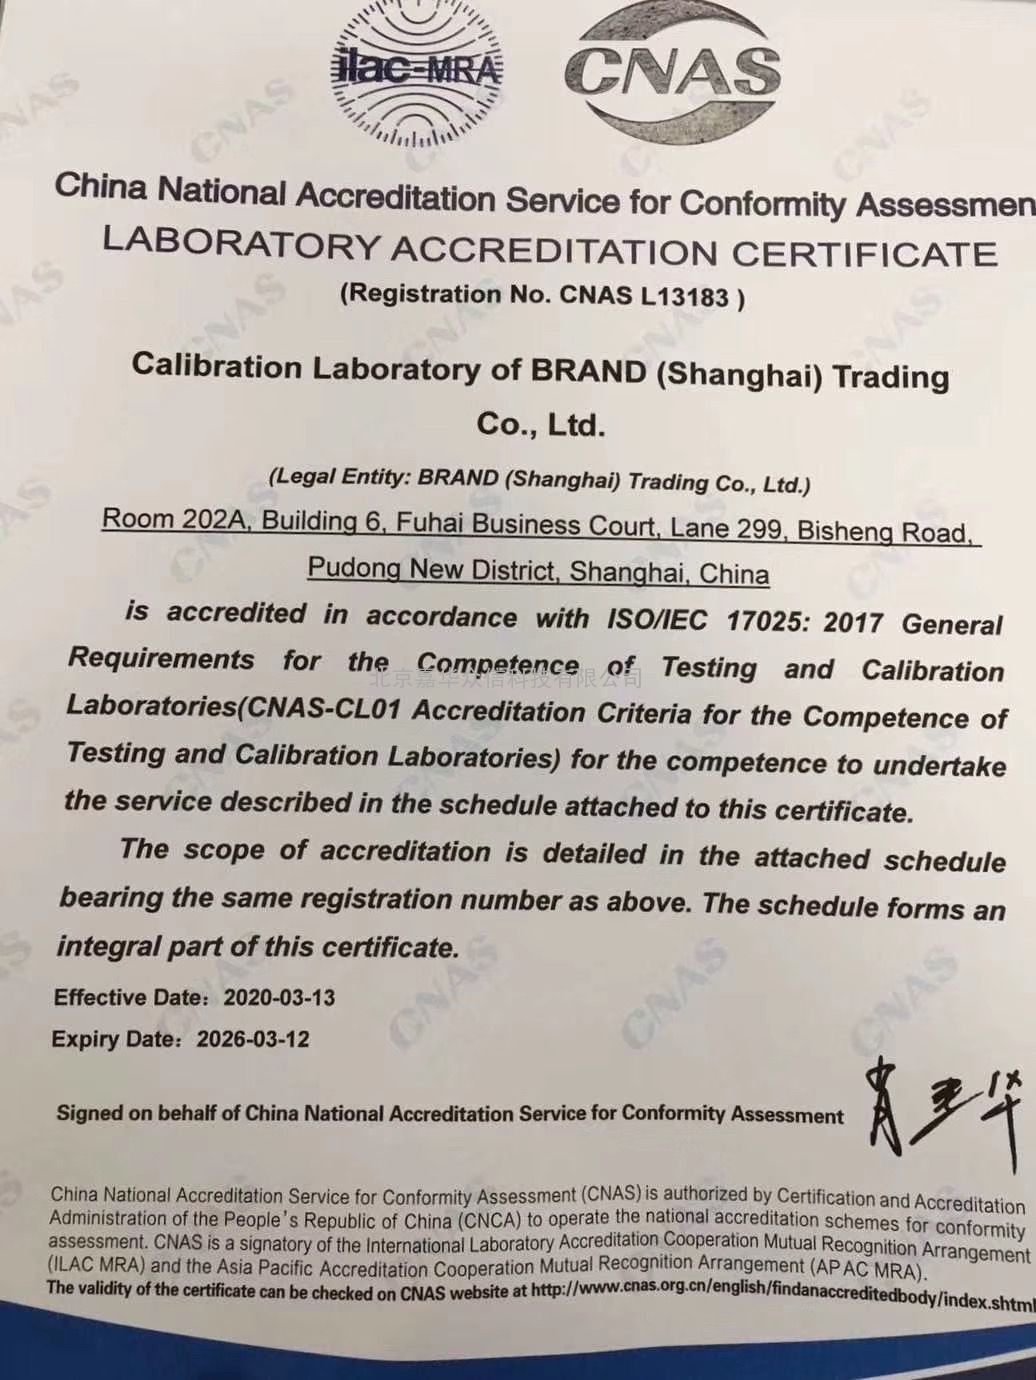 ilac-MRA
CNAS
China National Accreditation Service for Conformity Assessmen
LABORATORY ACCREDITATION CERTIFICATE
(Registration No. CNAS L13183 )
Calibration Laboratory of BRAND (Shanghai) Trading
Co., Ltd.
(Legal Entity: BRAND (Shanghai) Trading Co., Ltd.)
Room 202A, Building 6, Fuhai Business Court, Lane 299, Bisheng Road,
Pudong New District, Shanghai, China
is accredited in accordance with ISO/IEC 17025: 2017 General
Requirements for the Competence of Testing and Calibration
北京嘉华众信科技有限公司
Laboratories(CNAS-CL01 Accreditation Criteria for the Competence of
Testing and Calibration Laboratories) for the competence to undertake
the service described in the schedule attached to this certificate.
The scope of accreditation is detailed in the attached schedule
bearing the same registration number as above. The schedule forms an
integral part of this certificate.
Effective Date：2020-03-13
Expiry Date：2026-03-12
Signed on behalf of China National Accreditation Service for Conformity Assessment
China National Accreditation Service for Conformity Assessment (CNAS) is authorized by Certification and Accreditation
Administration of the People's Republic of China (CNCA) to operate the national accreditation schemes for conformity
assessment. CNAS is a signatory of the International Laboratory Accreditation Cooperation Mutual Recognition Arrangement
(ILAC MRA) and the Asia Pacific Accreditation Cooperation Mutual Recognition Arrangement (APAC MRA).
The validity of the certificate can be checked on CNAS website at http://www.cnas.org.cn/english/findanaccreditedbody/index.shtml